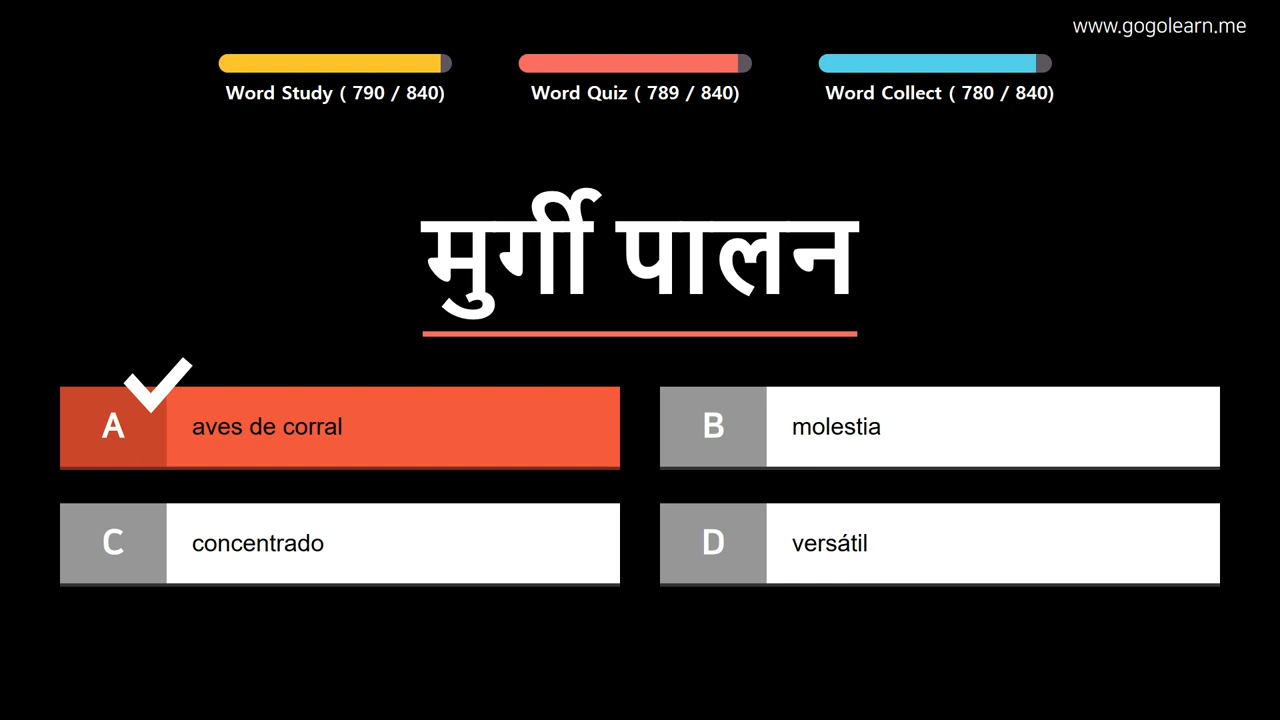 www.gogolearn.me
Word Study ( 790 / 840)
Word Quiz ( 789 / 840)
Word Collect ( 780 / 840)
मुर्गी पालन
A aves de corral
B molestia
C concentrado
D versátil